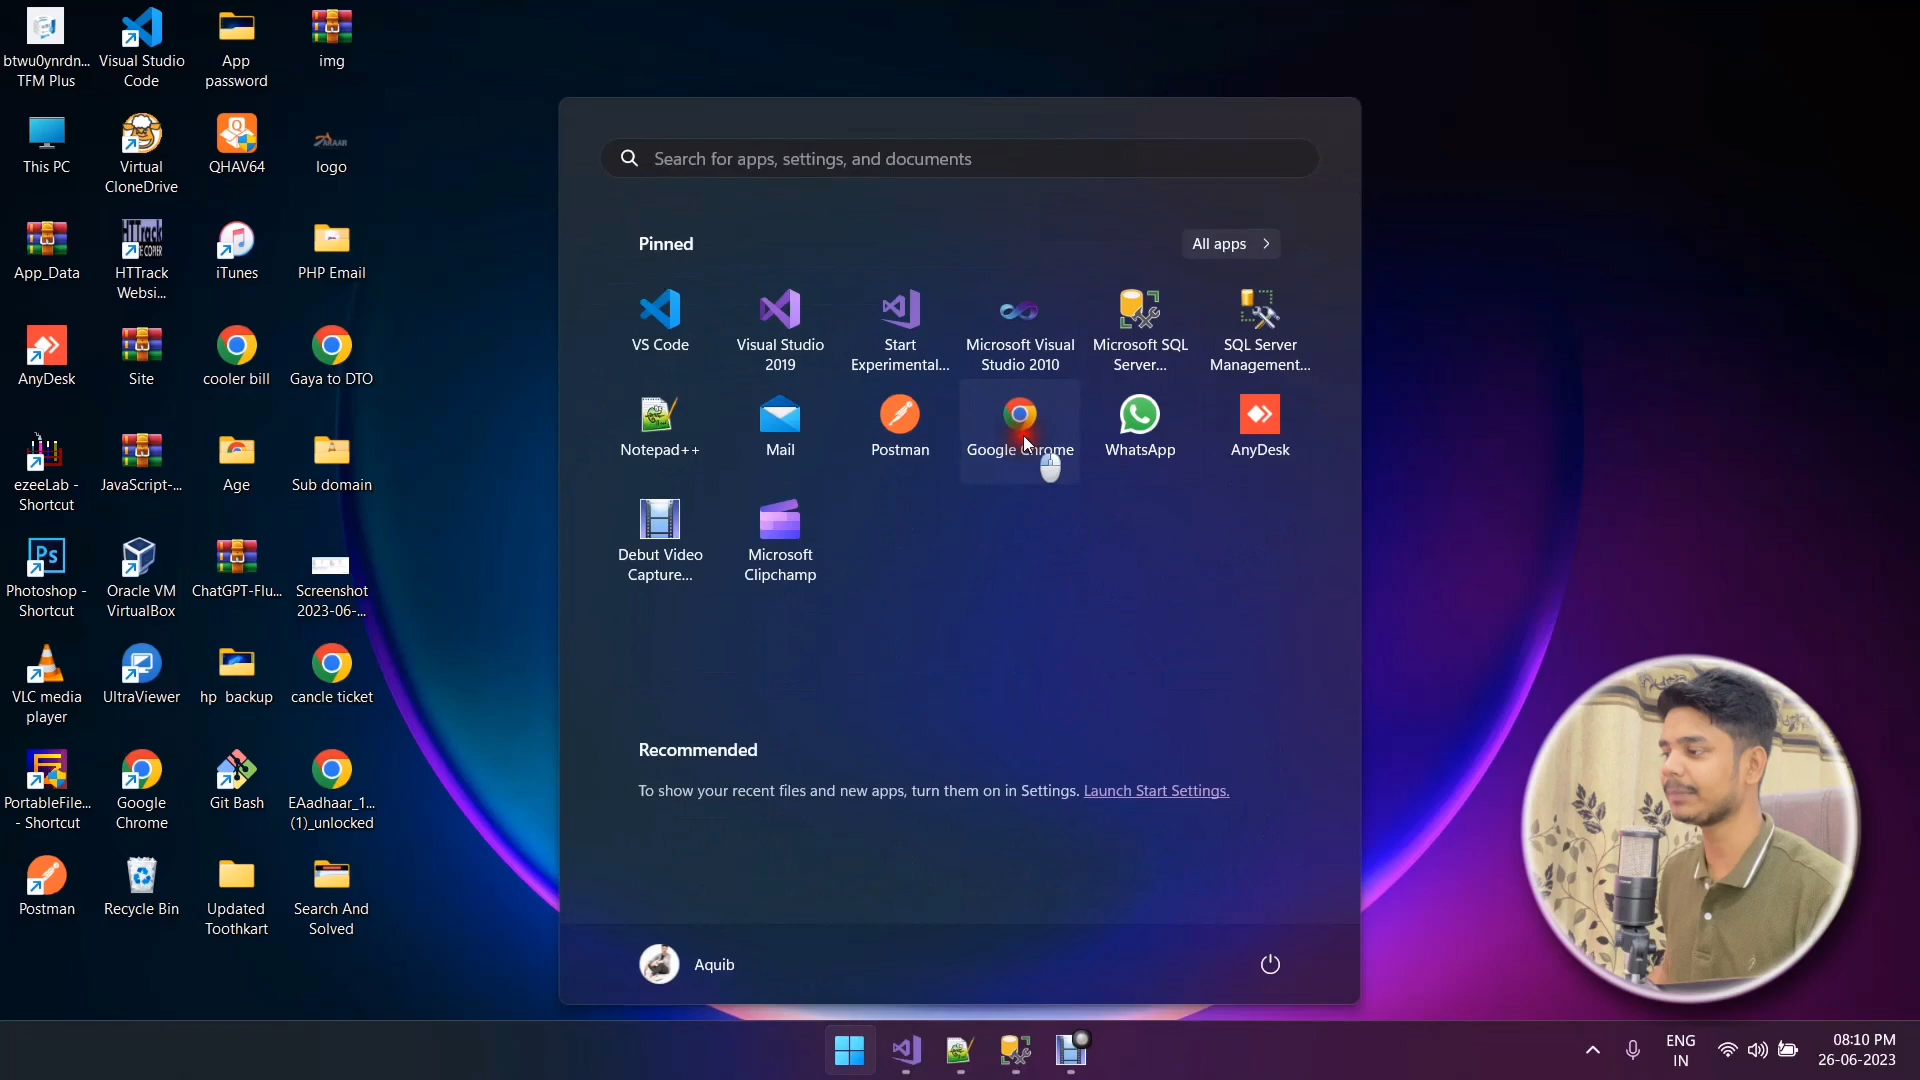 btwu0ynrdn...
TFM Plus
Visual Studio
Code
App
password
img
This PC
Virtual
CloneDrive
QHAV64
logo
App_Data
HTTrack
Websi...
iTunes
PHP Email
AnyDesk
Site
cooler bill
Gaya to DTO
ezeeLab -
Shortcut
JavaScript-...
Age
Sub domain
Photoshop -
Shortcut
Oracle VM
VirtualBox
ChatGPT-Flu...
Screenshot
2023-06-...
VLC media
player
UltraViewer
hp backup
cancle ticket
PortableFile...
- Shortcut
Google
Chrome
Git Bash
EAadhaar_1...
(1)_unlocked
Postman
Recycle Bin
Updated
Toothkart
Search And
Solved
Search for apps, settings, and documents
Pinned
All apps
VS Code
Visual Studio
2019
Start
Experimental...
Microsoft Visual
Studio 2010
Microsoft SQL
Server...
SQL Server
Management...
Notepad++
Mail
Postman
Google Chrome
WhatsApp
AnyDesk
Debut Video
Capture...
Microsoft
Clipchamp
Recommended
To show your recent files and new apps, turn them on in Settings. Launch Start Settings.
Aquib
ENG
IN
08:10 PM
26-06-2023